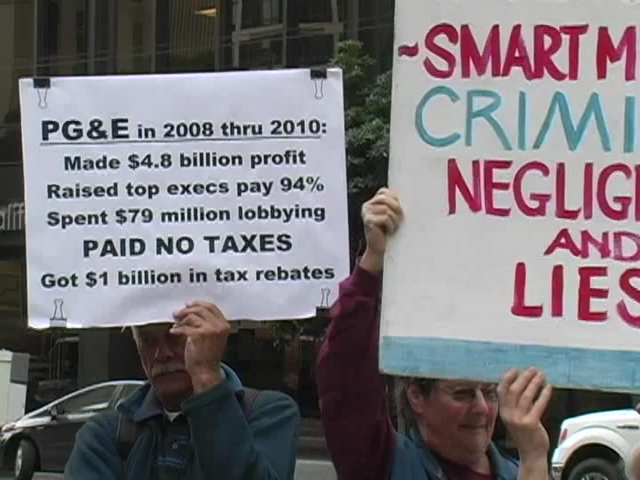 PG&E in 2008 thru 2010:
Made $4.8 billion profit
Raised top execs pay 94%
Spent $79 million lobbying
PAID NO TAXES
Got $1 billion in tax rebates
~SMART M
CRIMI
NEGLIG
AND
LIES